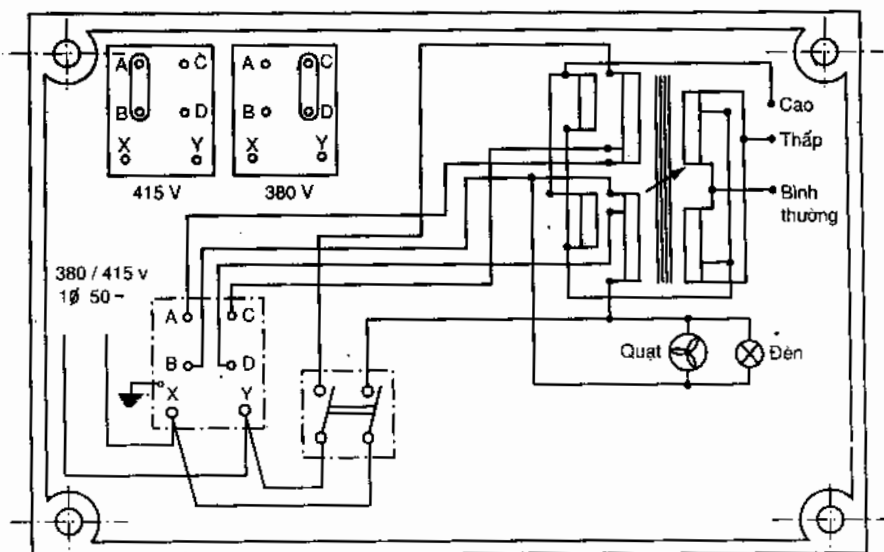 A C
B D
X Y
415 V
A C
B D
X Y
380 V
Cao
Thấp
Bình
thường
380 / 415 v
1ø 50~
A C
B D
X Y
Quạt
Đèn